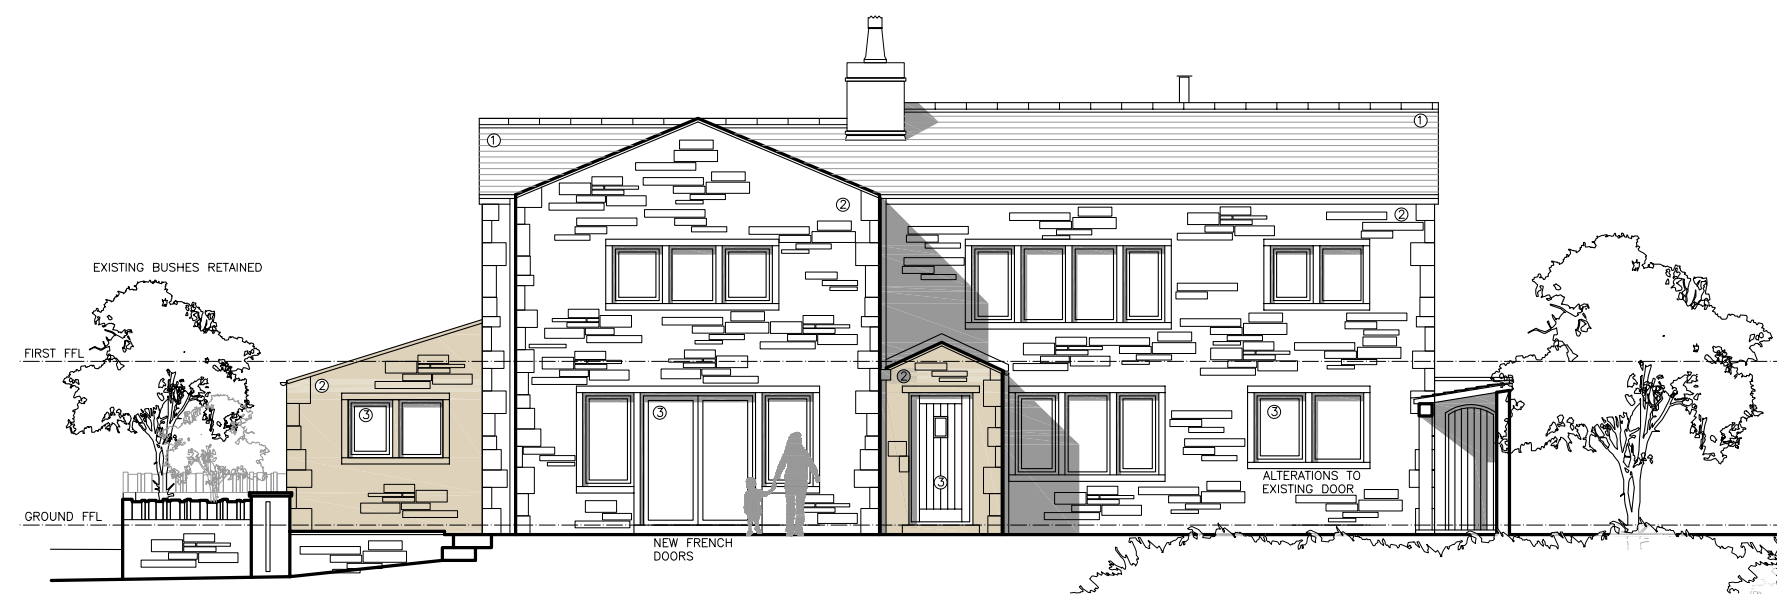 1
1
2
2
EXISTING BUSHES RETAINED
FIRST FFL
2
2
3
3
3
ALTERATIONS TO
EXISTING DOOR
3
GROUND FFL
NEW FRENCH
DOORS